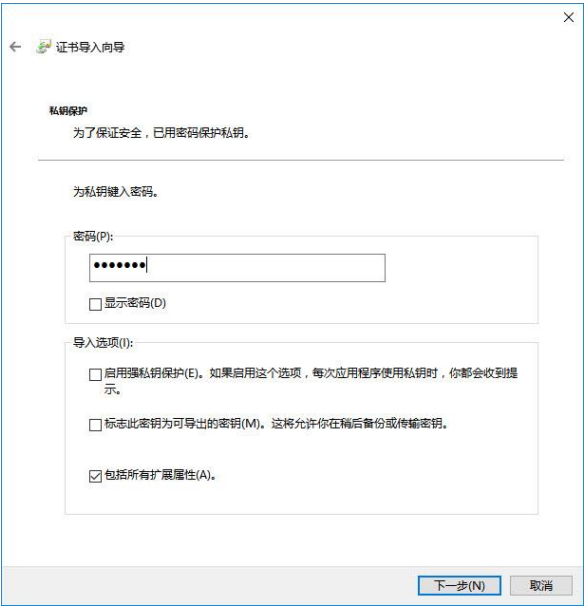 证书导入向导
私钥保护
为了保证安全，已用密码保护私钥。
为私钥键入密码。
密码(P):
●●●●●●●
显示密码(D)
导入选项(I):
启用强私钥保护(E)。如果启用这个选项，每次应用程序使用私钥时，你都会收到提
示。
标志此密钥为可导出的密钥(M)。这将允许你在稍后备份或传输密钥。
包括所有扩展属性(A)。
下一步(N)
取消